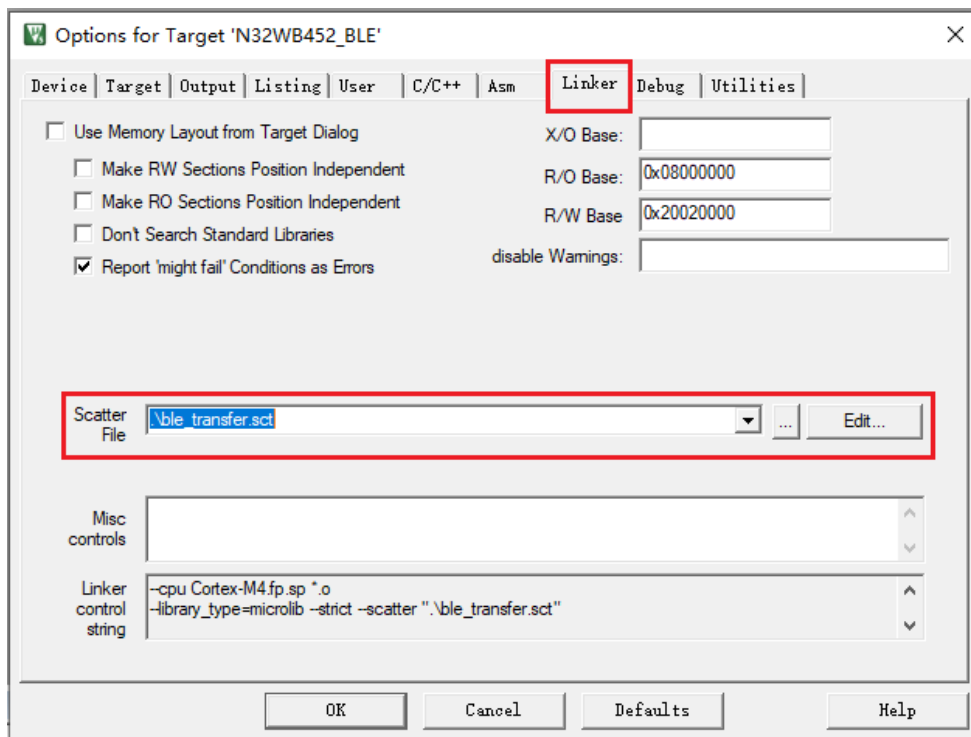 Options for Target 'N32WB452_BLE'
Device Target Output Listing User C/C++ Asm Linker Debug Utilities
Use Memory Layout from Target Dialog
Make RW Sections Position Independent
Make RO Sections Position Independent
Don't Search Standard Libraries
Report 'might fail' Conditions as Errors
X/O Base:
R/O Base: 0x08000000
R/W Base 0x20020000
disable Warnings:
Scatter
File
.\ble_transfer.sct
...
Edit...
Misc
controls
Linker
control
string
--cpu Cortex-M4.fp.sp *.o
--library_type=microlib --strict --scatter ".\ble_transfer.sct"
OK Cancel Defaults Help